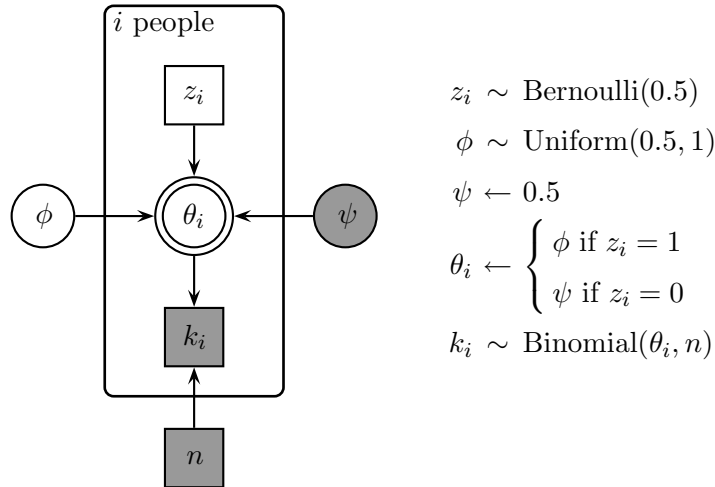 i people
z_i
φ
θ_i
ψ
k_i
n
z_i ∼ Bernoulli(0.5)
φ ∼ Uniform(0.5, 1)
ψ ← 0.5
θ_i ← { φ if z_i = 1
ψ if z_i = 0
k_i ∼ Binomial(θ_i, n)